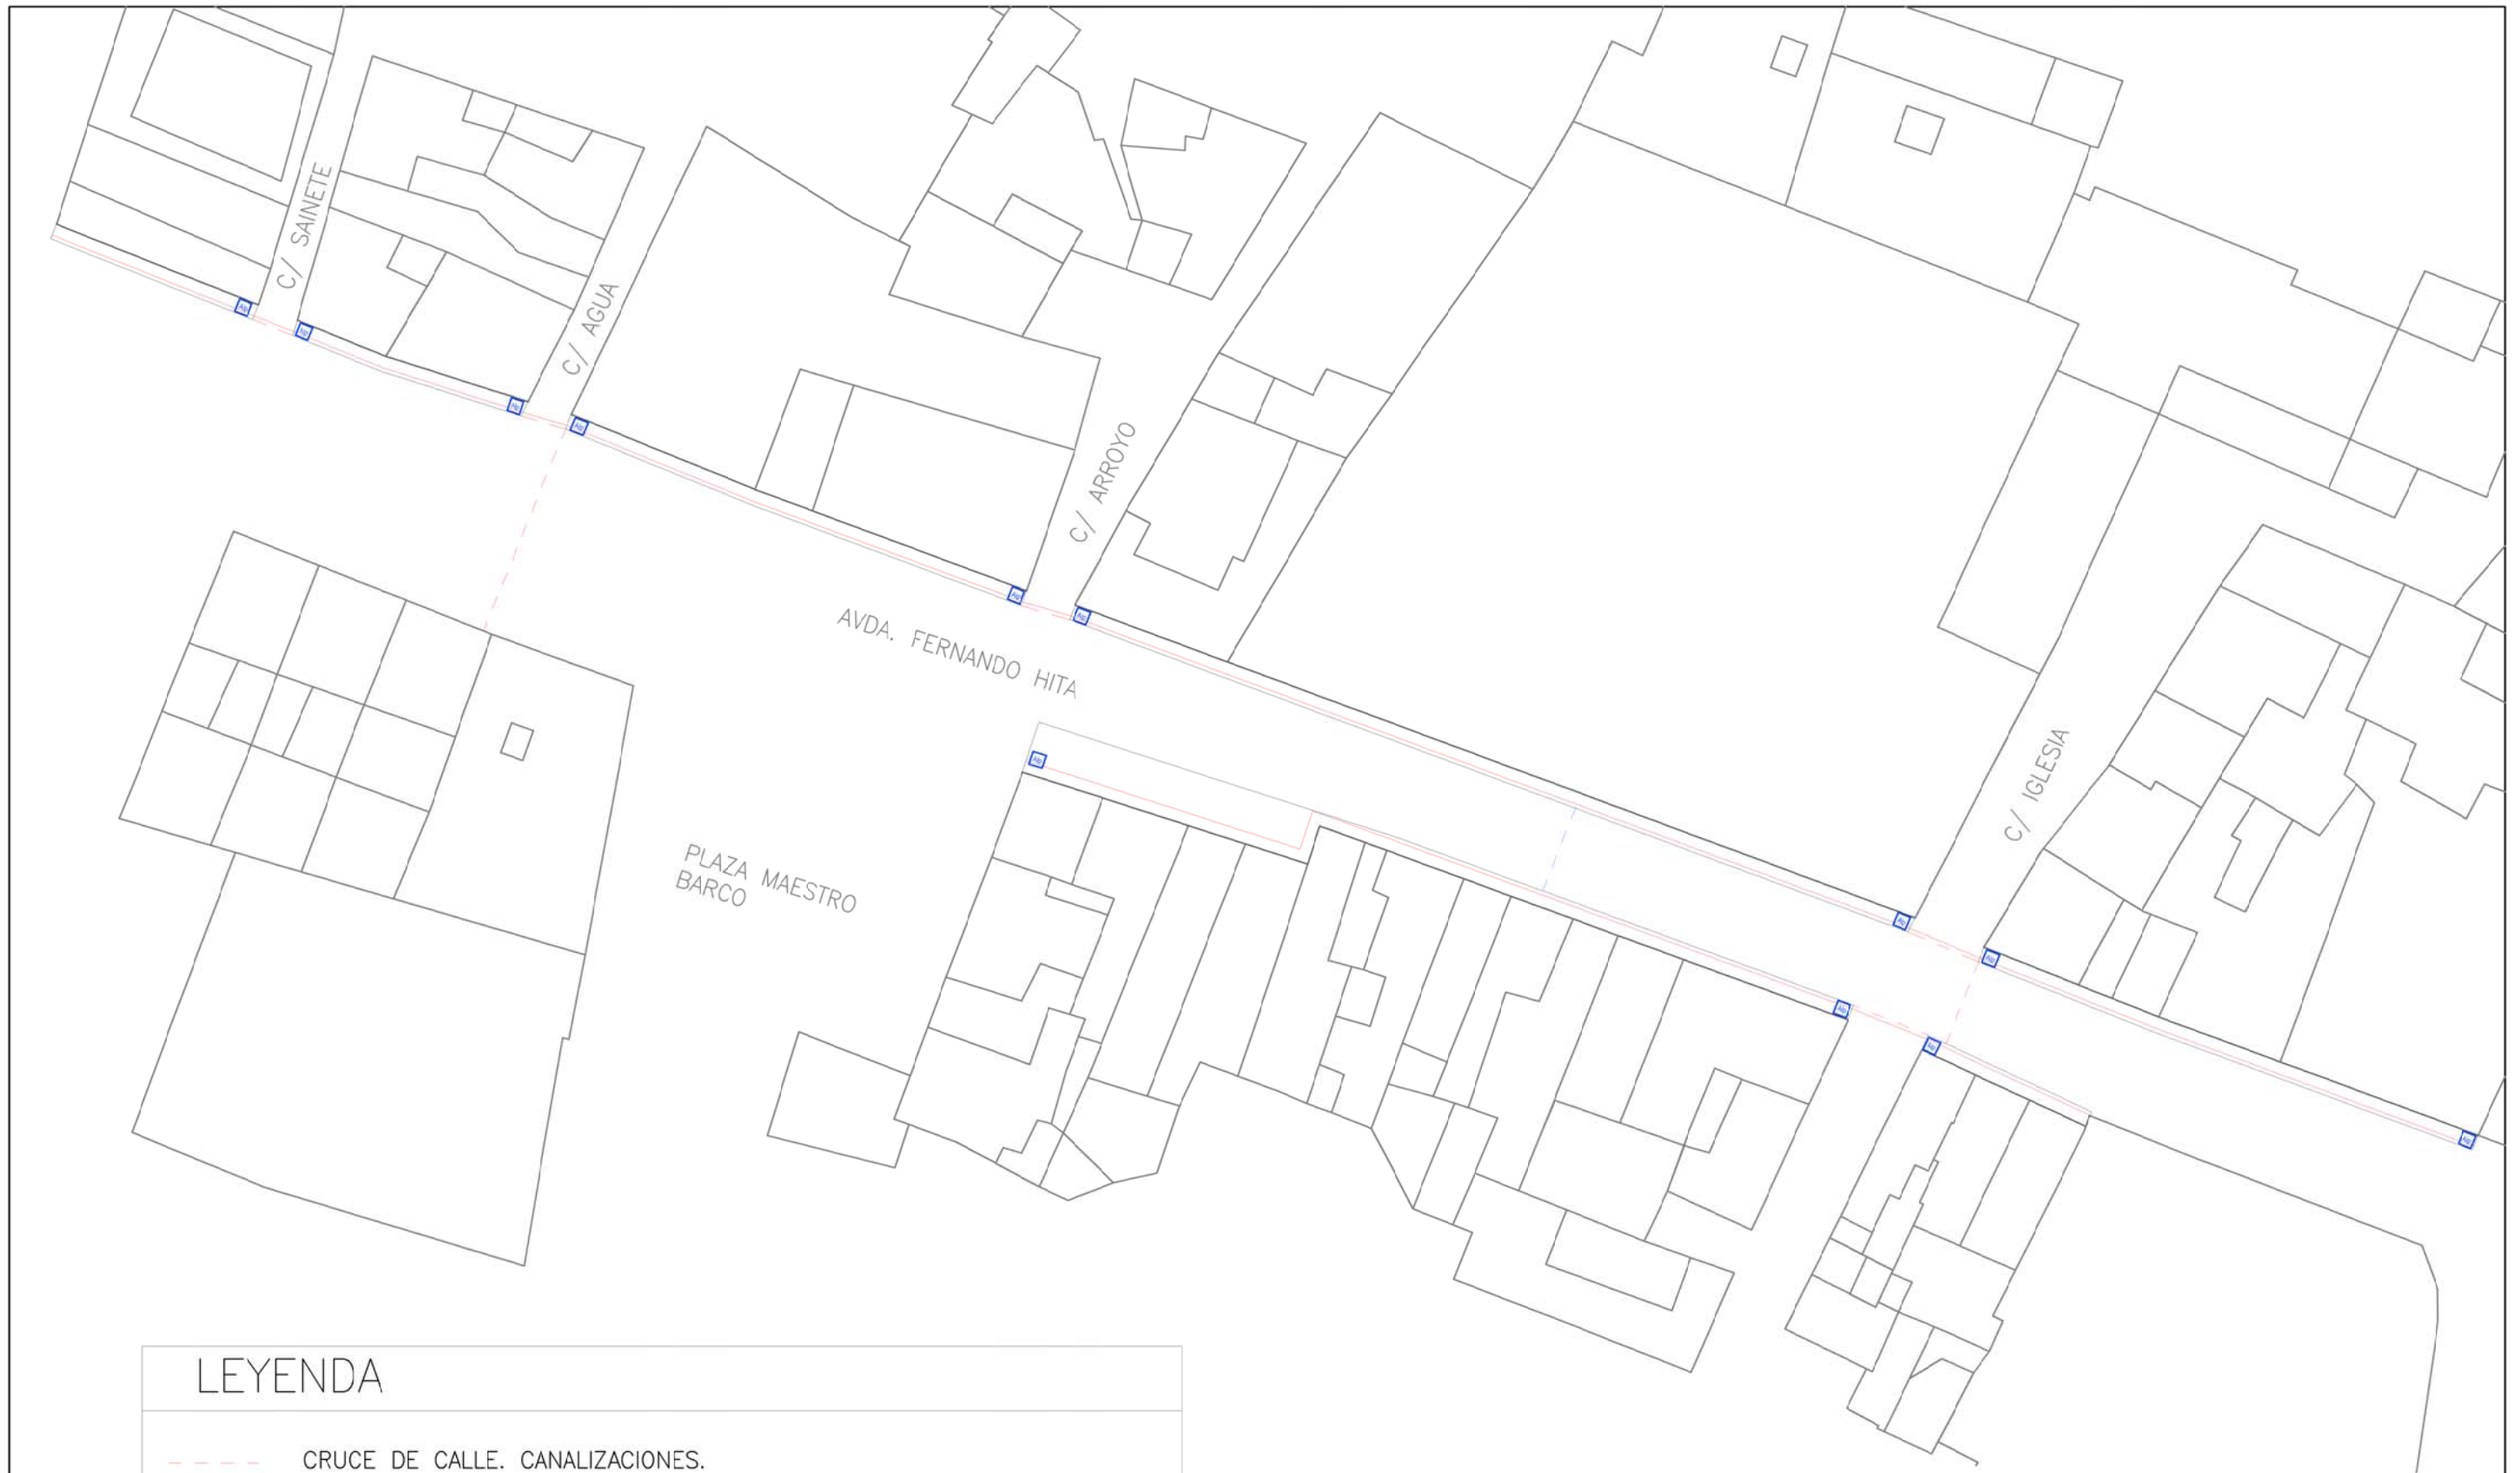 C/ SAINETE
C/ AGUA
C/ ARROYO
AVDA. FERNANDO HITA
C/ IGLESIA
PLAZA MAESTRO
BARCO
LEYENDA
CRUCE DE CALLE. CANALIZACIONES.